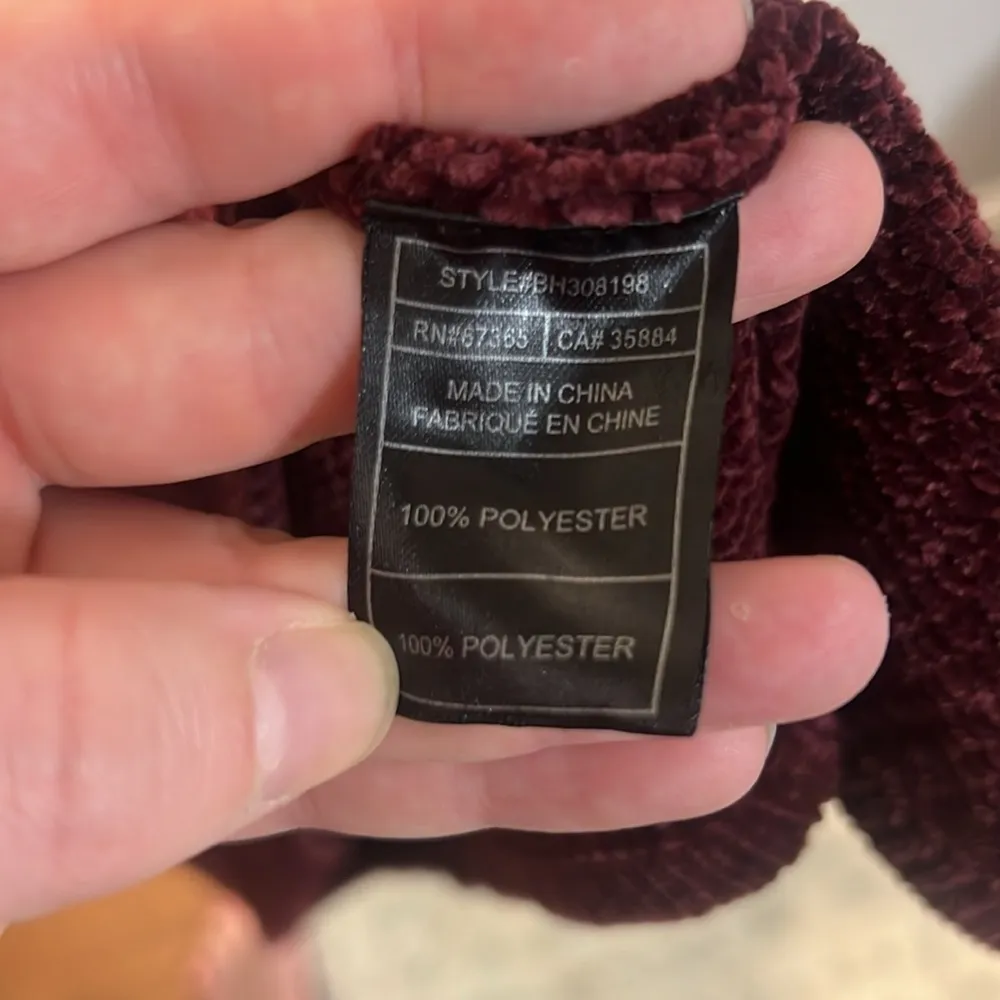 STYLE#BH308198
RN#67365 CA# 35884
MADE IN CHINA
FABRIQUÉ EN CHINE
100% POLYESTER
100% POLYESTER